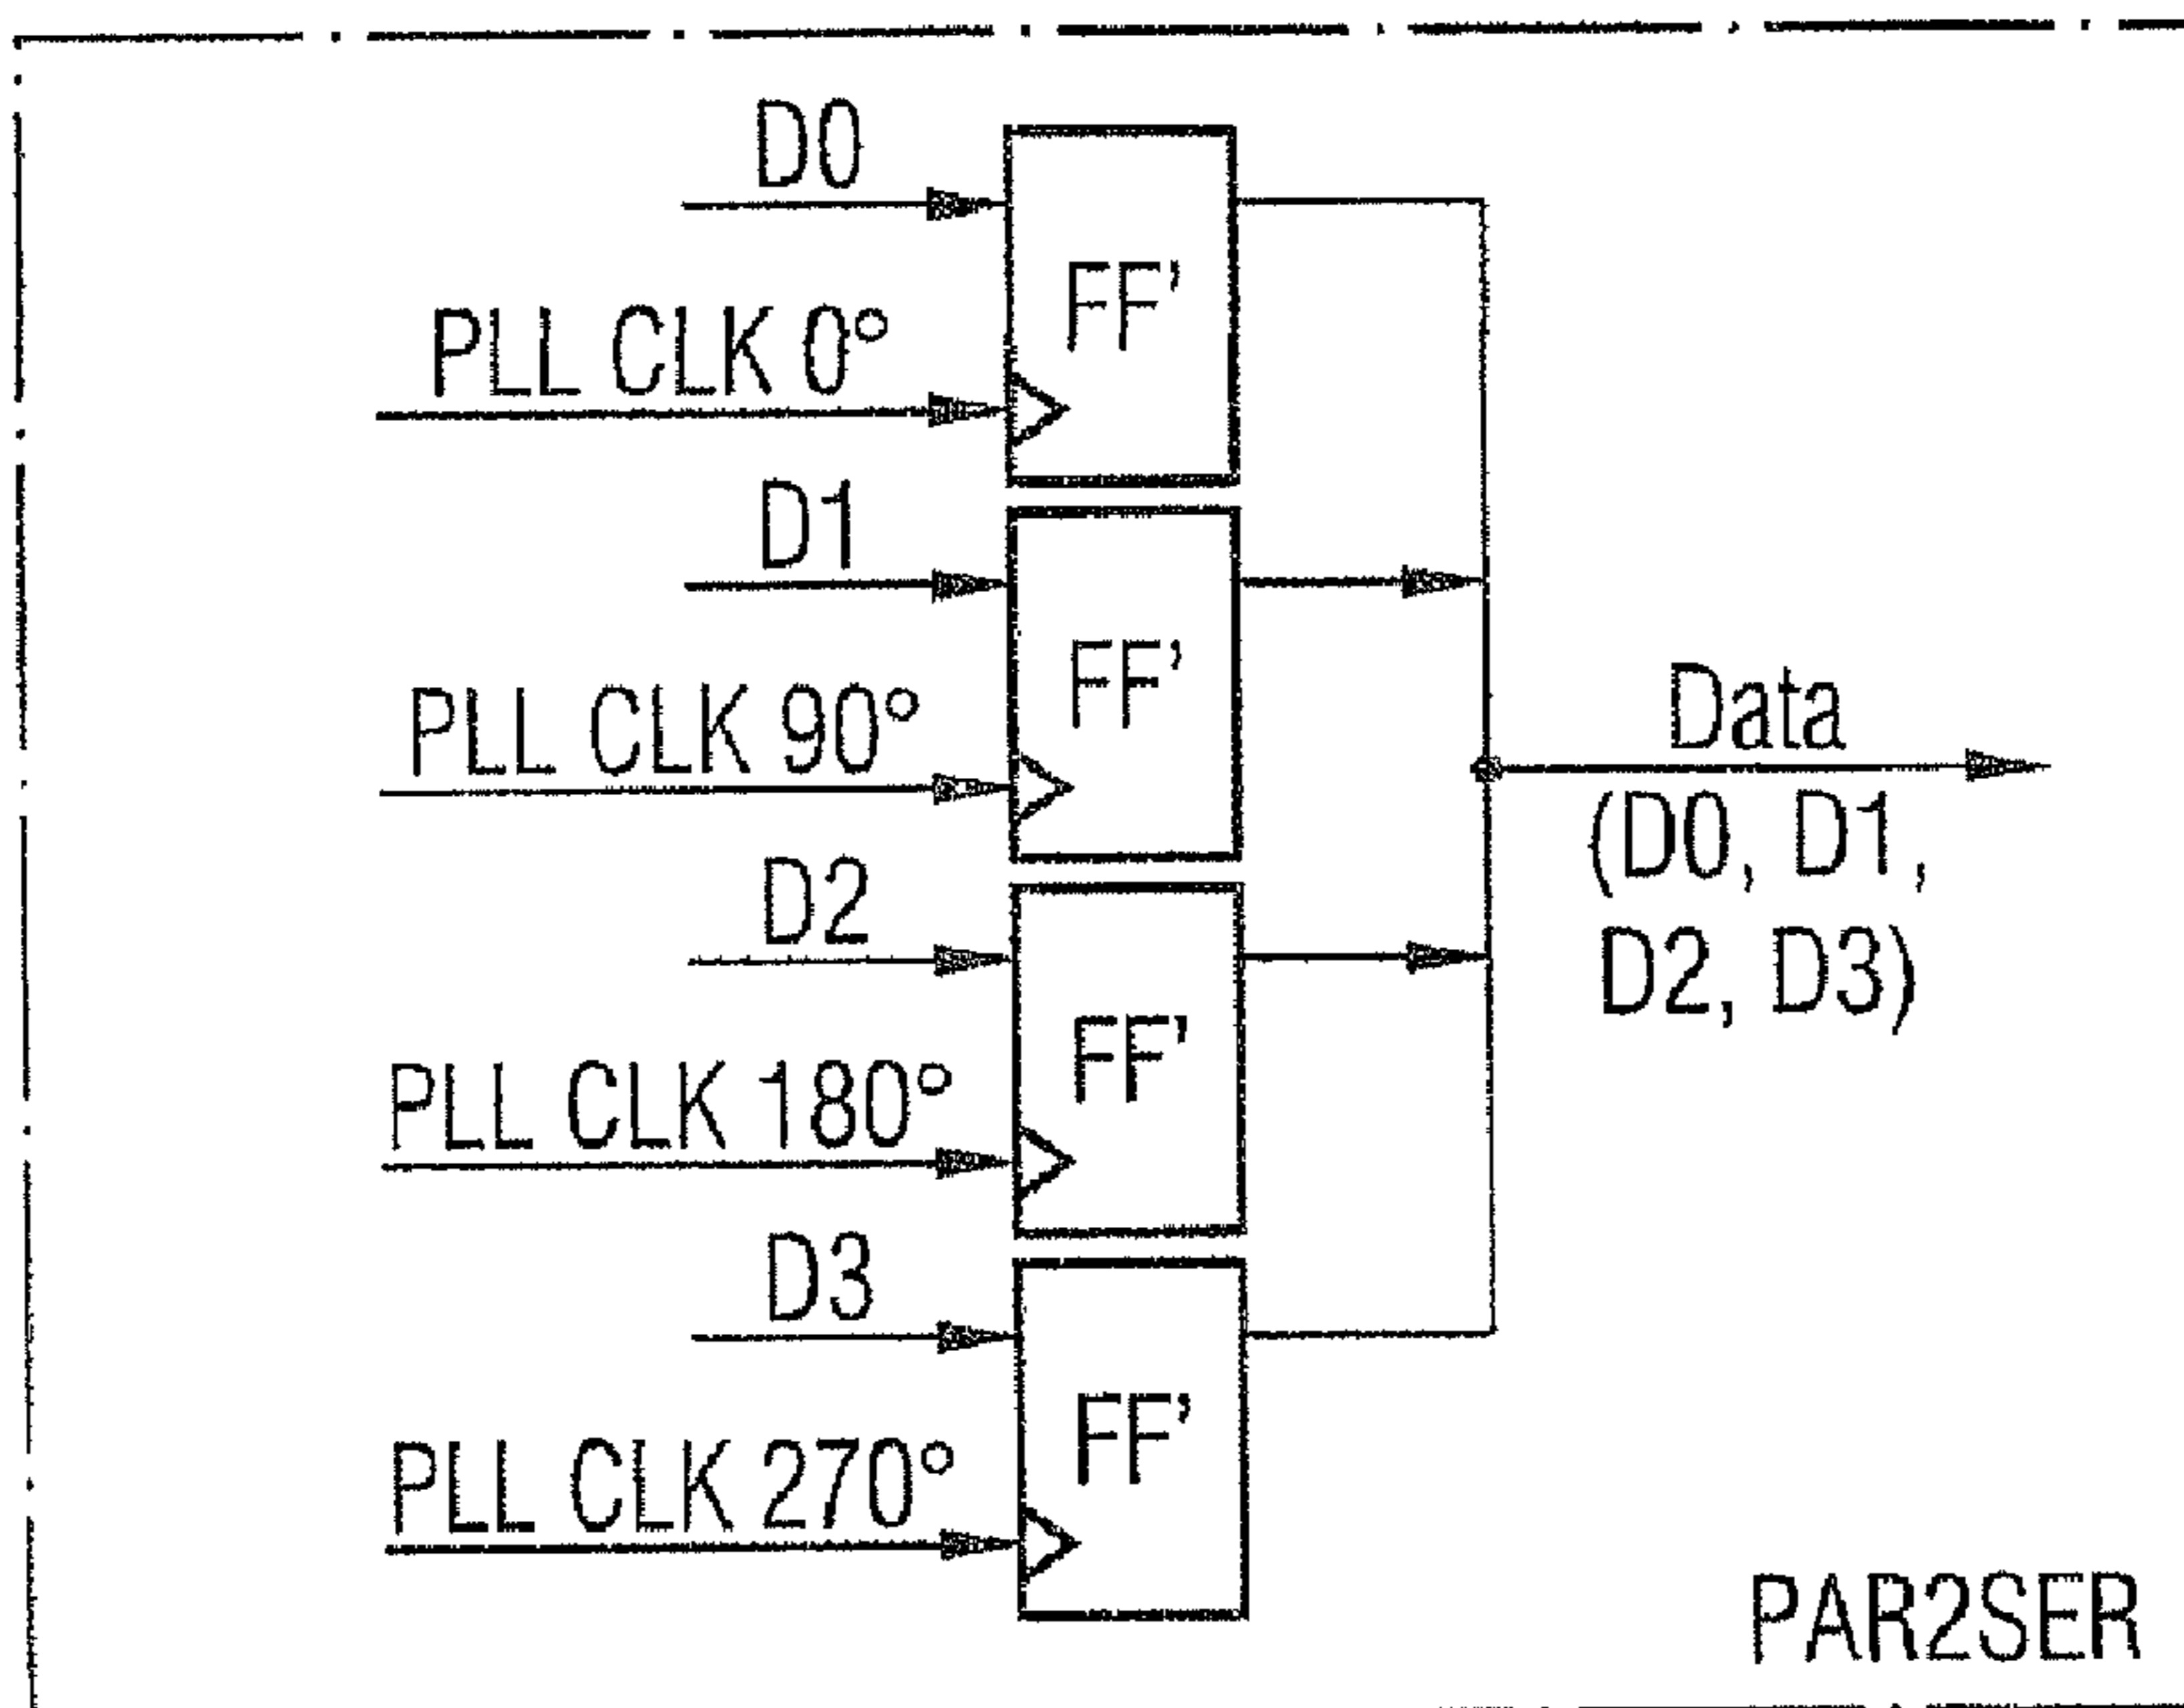 D0
FF'
PLL CLK 0°
D1
FF'
PLL CLK 90°
Data
(D0, D1,
D2, D3)
D2
FF'
PLL CLK 180°
D3
FF'
PLL CLK 270°
PAR2SER